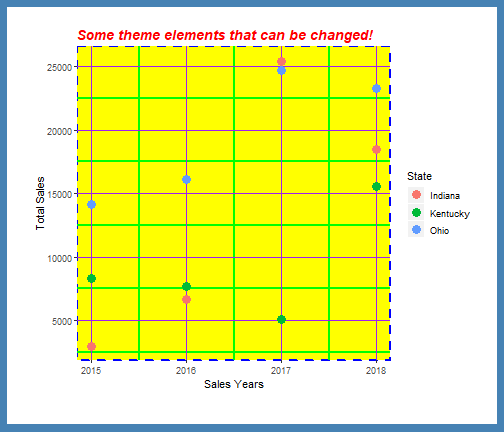 Some theme elements that can be changed!
Total Sales
25000
20000
15000
10000
5000
2015 2016 2017 2018
Sales Years
State
Indiana
Kentucky
Ohio